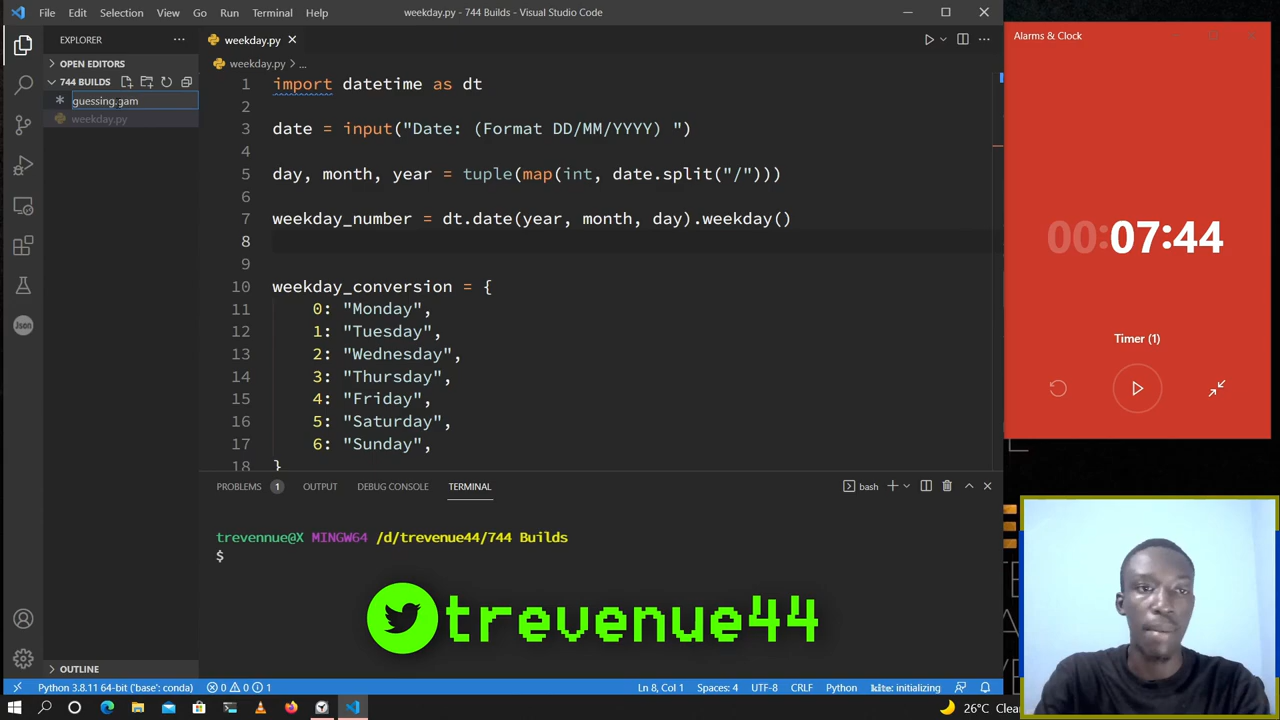 File Edit Selection View Go Run Terminal Help
weekday.py - 744 Builds - Visual Studio Code
EXPLORER
OPEN EDITORS
744 BUILDS
guessing.gam
weekday.py
OUTLINE
weekday.py
weekday.py > ...
1 import datetime as dt
2
3 date = input("Date: (Format DD/MM/YYYY) ")
4
5 day, month, year = tuple(map(int, date.split("/")))
6
7 weekday_number = dt.date(year, month, day).weekday()
8
9
10 weekday_conversion = {
11 0: "Monday",
12 1: "Tuesday",
13 2: "Wednesday",
14 3: "Thursday",
15 4: "Friday",
16 5: "Saturday",
17 6: "Sunday",
18 }
PROBLEMS 1 OUTPUT DEBUG CONSOLE TERMINAL
bash
trevennue@X MINGW64 /d/trevenue44/744 Builds
$
trevenue44
Json
Python 3.8.11 64-bit ('base': conda) 0 0 1
Ln 8, Col 1 Spaces: 4 UTF-8 CRLF Python kite: initializing
26°C Clear
Alarms & Clock
00:07:44
Timer (1)